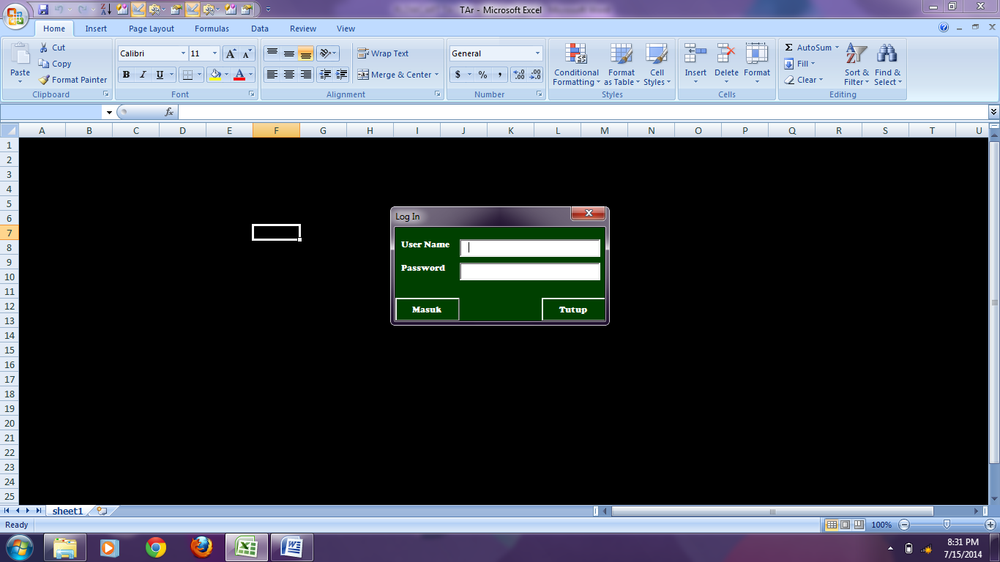 TAr - Microsoft Excel
Home Insert Page Layout Formulas Data Review View
Paste
Cut
Copy
Format Painter
Clipboard
Calibri 11
B I U
Font
Wrap Text
Merge & Center
Alignment
General
$ % ,
Number
Conditional Formatting
Format as Table
Cell Styles
Styles
Insert Delete Format
Cells
Σ AutoSum
Fill
Clear
Sort & Filter
Find & Select
Editing
fx
A B C D E F G H I J K L M N O P Q R S T U
1
2
3
4
5
6
7
8
9
10
11
12
13
14
15
16
17
18
19
20
21
22
23
24
25
Log In
User Name
Password
Masuk Tutup
sheet1
Ready 100%
8:31 PM
7/15/2014